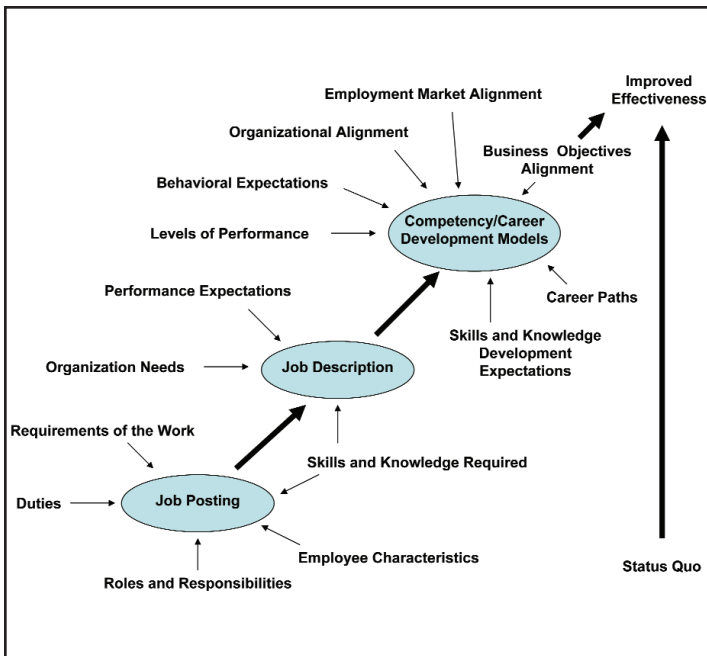 Improved
Effectiveness
Employment Market Alignment
Organizational Alignment
Business Objectives
Alignment
Behavioral Expectations
Competency/Career
Development Models
Levels of Performance
Performance Expectations
Career Paths
Skills and Knowledge
Development
Expectations
Organization Needs
Job Description
Requirements of the Work
Skills and Knowledge Required
Duties
Job Posting
Employee Characteristics
Status Quo
Roles and Responsibilities